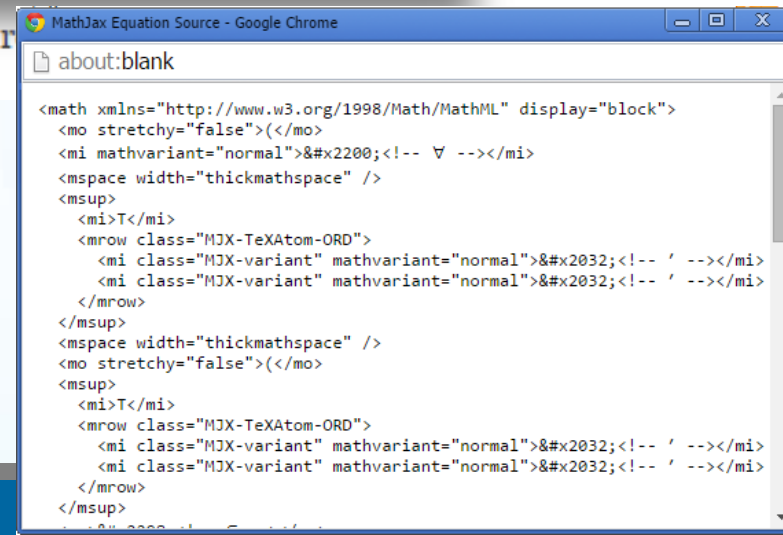 MathJax Equation Source - Google Chrome
about:blank
<math xmlns="http://www.w3.org/1998/Math/MathML" display="block">
<mo stretchy="false">(</mo>
<mi mathvariant="normal">&#x2200;<!-- ∀ --></mi>
<mspace width="thickmathspace" />
<msup>
<mi>T</mi>
<mrow class="MJX-TeXAtom-ORD">
<mi class="MJX-variant" mathvariant="normal">&#x2032;<!-- ′ --></mi>
<mi class="MJX-variant" mathvariant="normal">&#x2032;<!-- ′ --></mi>
</mrow>
</msup>
<mspace width="thickmathspace" />
<mo stretchy="false">(</mo>
<msup>
<mi>T</mi>
<mrow class="MJX-TeXAtom-ORD">
<mi class="MJX-variant" mathvariant="normal">&#x2032;<!-- ′ --></mi>
<mi class="MJX-variant" mathvariant="normal">&#x2032;<!-- ′ --></mi>
</mrow>
</msup>